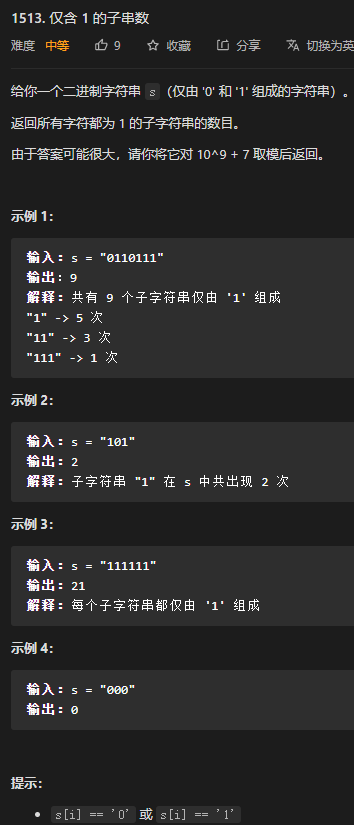 1513. 仅含 1 的子串数
难度 中等 9 收藏 分享 切换为英
给你一个二进制字符串 s（仅由 '0' 和 '1' 组成的字符串）。
返回所有字符都为 1 的子字符串的数目。
由于答案可能很大，请你将它对 10^9 + 7 取模后返回。
示例 1：
输入：s = "0110111"
输出：9
解释：共有 9 个子字符串仅由 '1' 组成
"1" -> 5 次
"11" -> 3 次
"111" -> 1 次
示例 2：
输入：s = "101"
输出：2
解释：子字符串 "1" 在 s 中共出现 2 次
示例 3：
输入：s = "111111"
输出：21
解释：每个子字符串都仅由 '1' 组成
示例 4：
输入：s = "000"
输出：0
提示：
• s[i] == '0' 或 s[i] == '1'